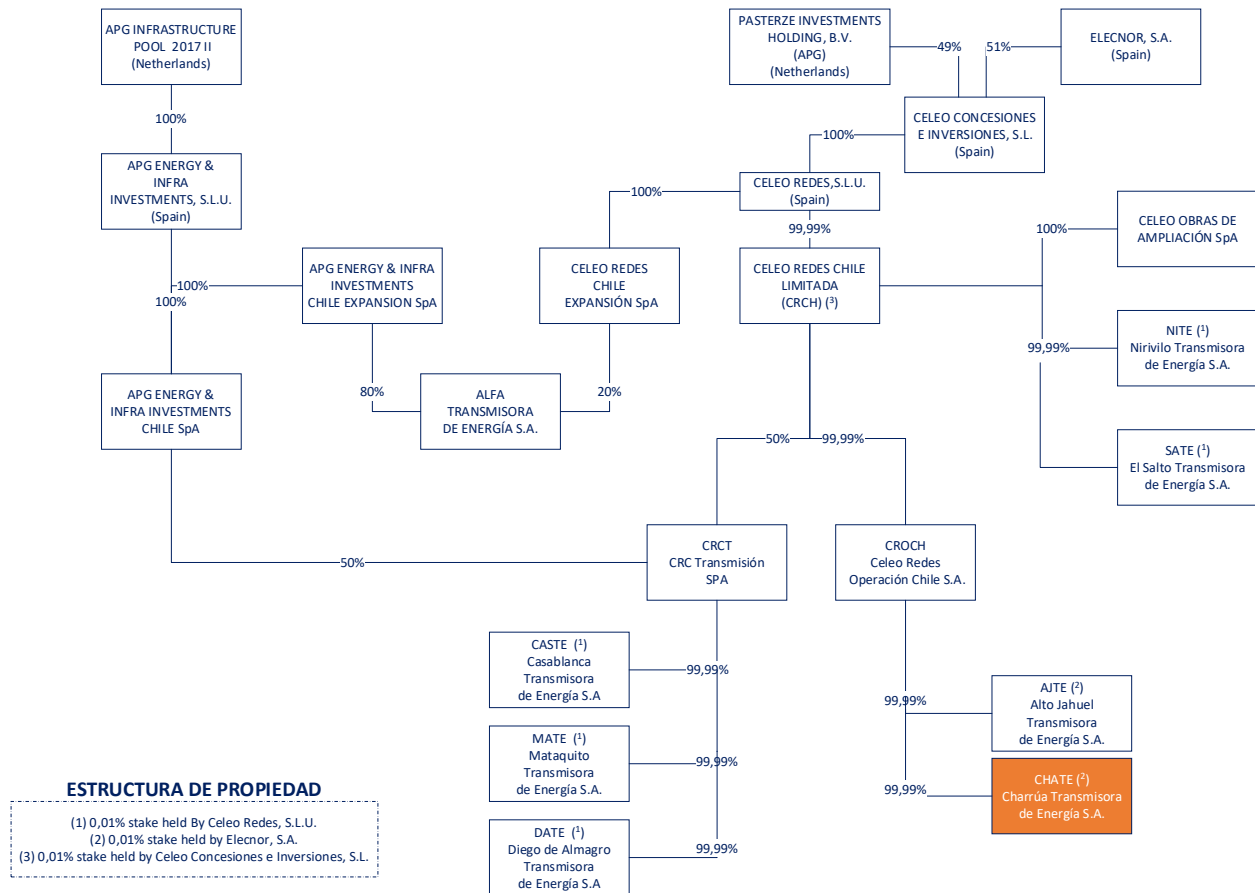 APG INFRASTRUCTURE
POOL 2017 II
(Netherlands)
PASTERZE INVESTMENTS
HOLDING, B.V.
(APG)
(Netherlands)
49%
51%
ELECNOR, S.A.
(Spain)
100%
CELEO CONCESIONES
E INVERSIONES, S.L.
(Spain)
100%
APG ENERGY &
INFRA
INVESTMENTS, S.L.U.
(Spain)
CELEO REDES,S.L.U.
(Spain)
100%
99,99%
100%
CELEO OBRAS DE
AMPLIACIÓN SpA
APG ENERGY & INFRA
INVESTMENTS
CHILE EXPANSION SpA
CELEO REDES
CHILE
EXPANSIÓN SpA
CELEO REDES CHILE
LIMITADA
(CRCH) (³)
100%
100%
99,99%
NITE (¹)
Nirivilo Transmisora
de Energía S.A.
APG ENERGY &
INFRA INVESTMENTS
CHILE SpA
80%
ALFA
TRANSMISORA
DE ENERGÍA S.A.
20%
50%
99,99%
SATE (¹)
El Salto Transmisora
de Energía S.A.
50%
CRCT
CRC Transmisión
SPA
CROCH
Celeo Redes
Operación Chile S.A.
CASTE (¹)
Casablanca
Transmisora
de Energía S.A
99,99%
99,99%
AJTE (²)
Alto Jahuel
Transmisora
de Energía S.A.
MATE (¹)
Mataquito
Transmisora
de Energía S.A.
99,99%
99,99%
CHATE (²)
Charrúa Transmisora
de Energía S.A.
DATE (¹)
Diego de Almagro
Transmisora
de Energía S.A
99,99%
ESTRUCTURA DE PROPIEDAD
(1) 0,01% stake held By Celeo Redes, S.L.U.
(2) 0,01% stake held by Elecnor, S.A.
(3) 0,01% stake held by Celeo Concesiones e Inversiones, S.L.